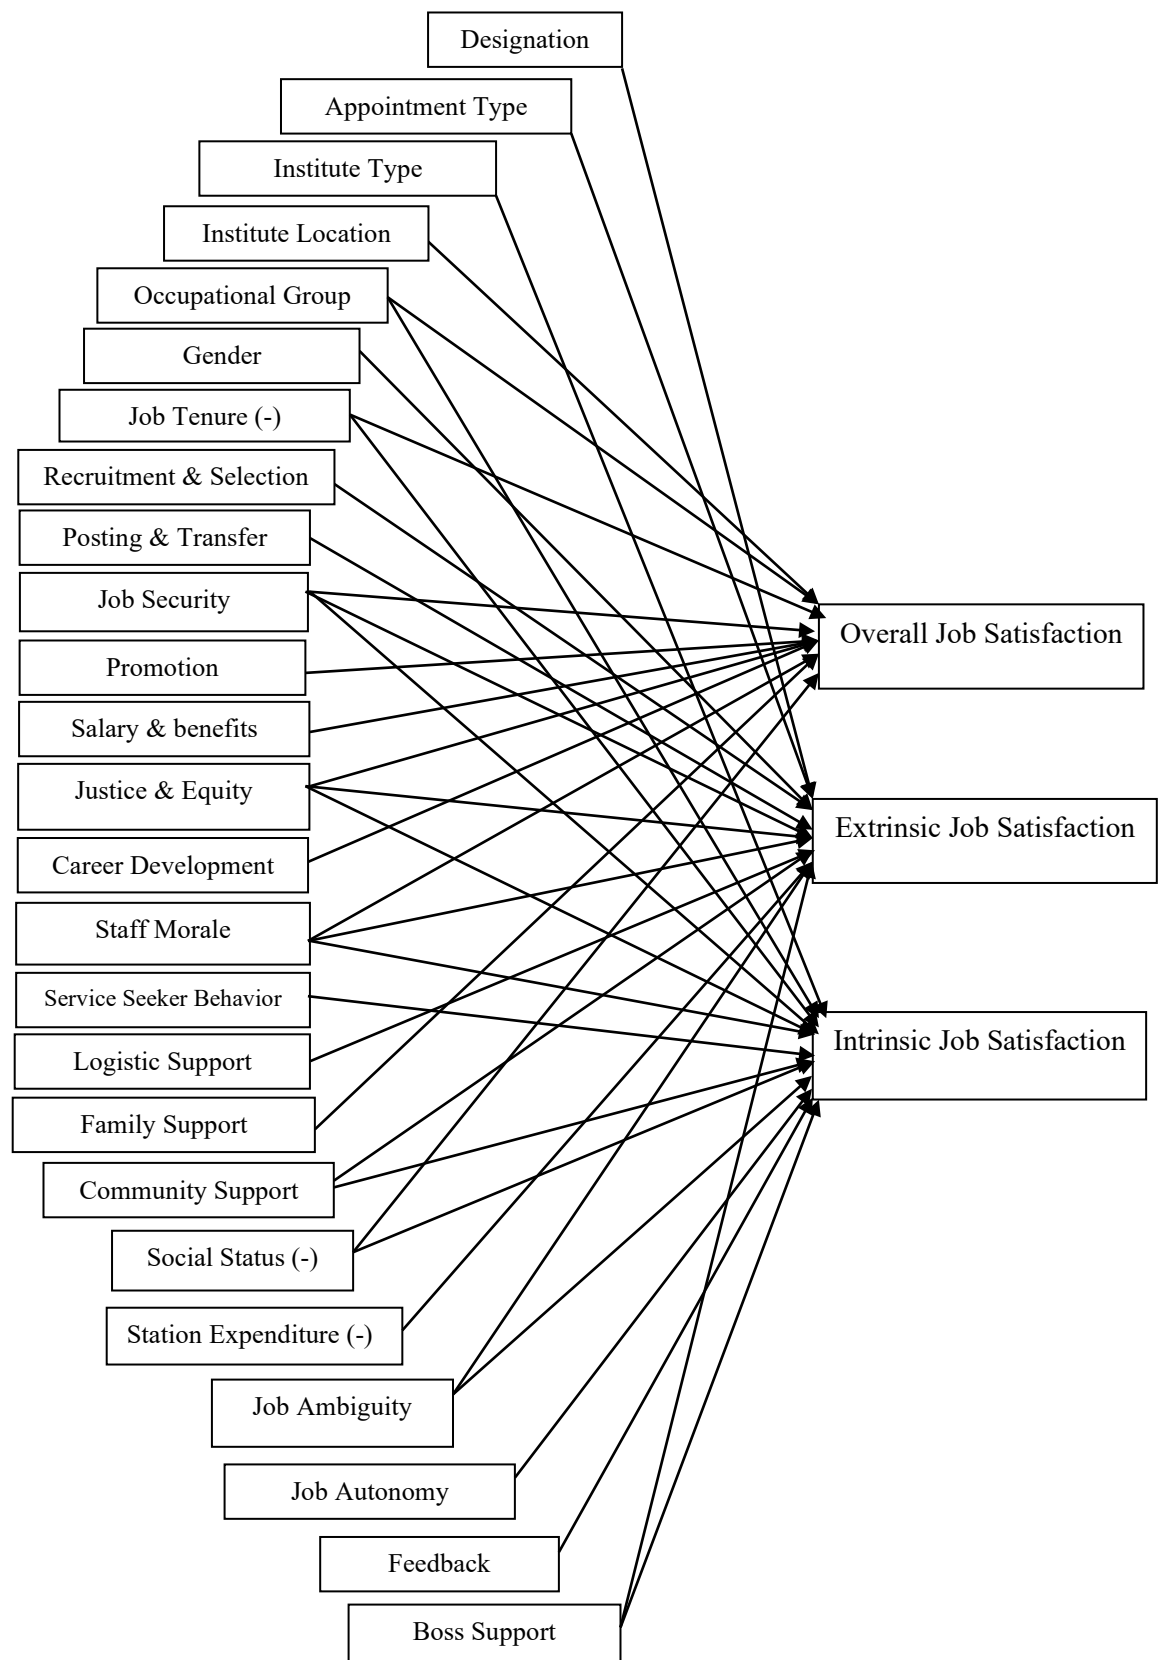 Designation
Appointment Type
Institute Type
Institute Location
Occupational Group
Gender
Job Tenure (-)
Recruitment & Selection
Posting & Transfer
Job Security
Promotion
Salary & benefits
Justice & Equity
Career Development
Staff Morale
Service Seeker Behavior
Logistic Support
Family Support
Community Support
Social Status (-)
Station Expenditure (-)
Job Ambiguity
Job Autonomy
Feedback
Boss Support
Overall Job Satisfaction
Extrinsic Job Satisfaction
Intrinsic Job Satisfaction